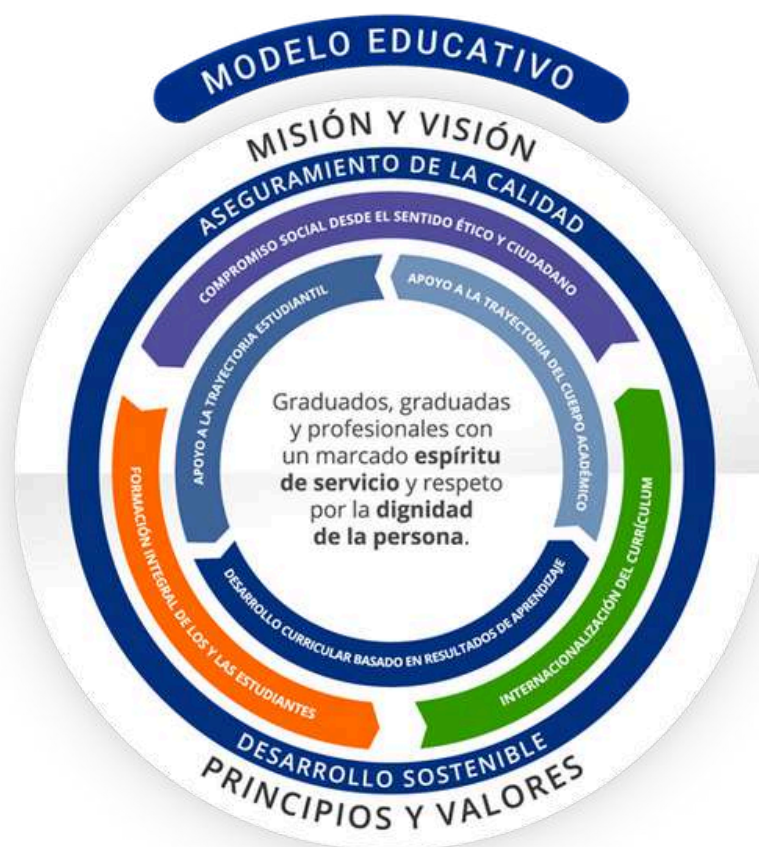 MODELO EDUCATIVO
MISIÓN Y VISIÓN
ASEGURAMIENTO DE LA CALIDAD
COMPROMISO SOCIAL DESDE EL SENTIDO ÉTICO Y CIUDADANO
APOYO A LA TRAYECTORIA ESTUDIANTIL
APOYO A LA TRAYECTORIA DEL CUERPO ACADÉMICO
Graduados, graduadas
y profesionales con
un marcado espíritu
de servicio y respeto
por la dignidad
de la persona.
FORMACIÓN INTEGRAL DE LOS Y LAS ESTUDIANTES
DESARROLLO CURRICULAR BASADO EN RESULTADOS DE APRENDIZAJE
INTERNACIONALIZACIÓN DEL CURRÍCULUM
DESARROLLO SOSTENIBLE
PRINCIPIOS Y VALORES